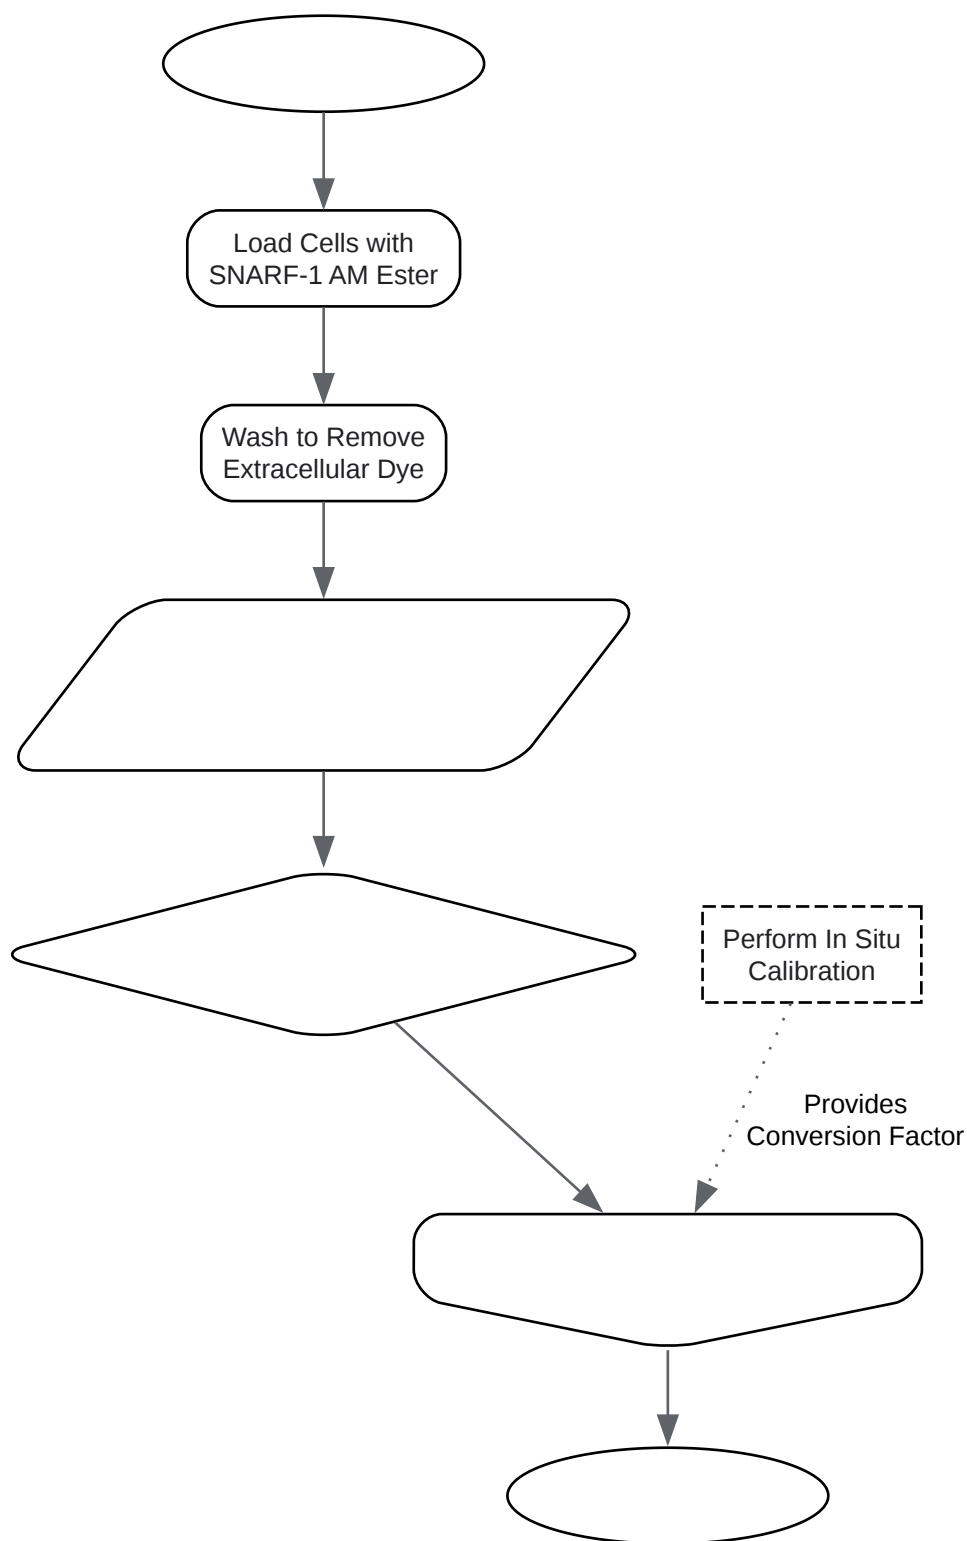 Load Cells with
SNARF-1 AM Ester
Wash to Remove
Extracellular Dye
Perform In Situ
Calibration
Provides
Conversion Factor